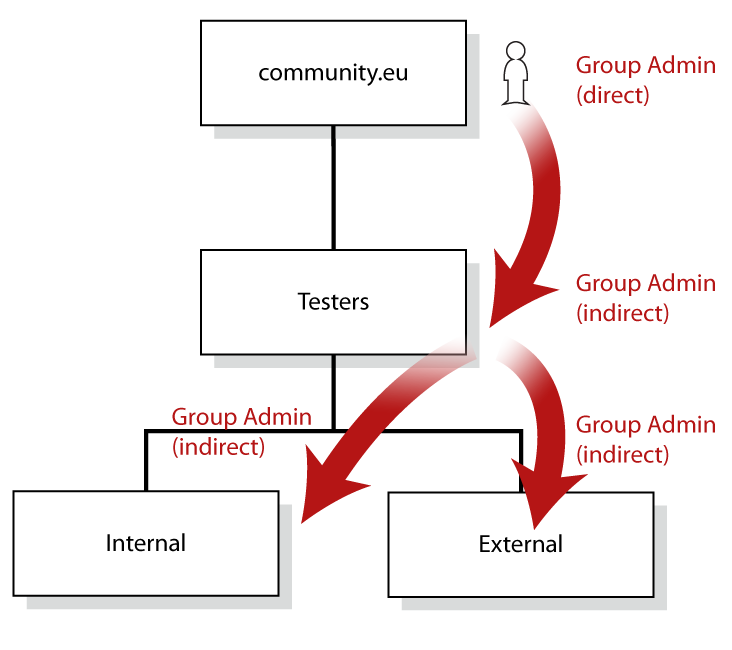 community.eu
Group Admin
(direct)
Testers
Group Admin
(indirect)
Group Admin
(indirect)
Group Admin
(indirect)
Internal
External